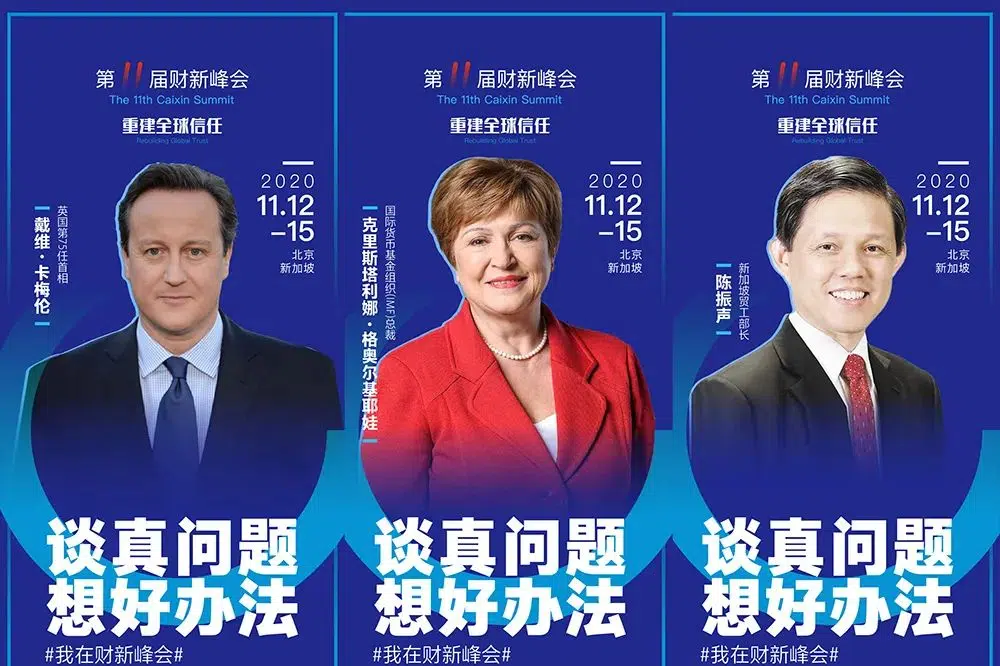 第11届财新峰会
The 11th Caixin Summit
重建全球信任
Rebuilding Global Trust
2020
11.12
–15
北京
新加坡
英国第75任首相
戴维·卡梅伦
谈真问题
想好办法
#我在财新峰会#
第11届财新峰会
The 11th Caixin Summit
重建全球信任
Rebuilding Global Trust
2020
11.12
–15
北京
新加坡
国际货币基金组织(IMF)总裁
克里斯塔利娜·格奥尔基耶娃
谈真问题
想好办法
#我在财新峰会#
第11届财新峰会
The 11th Caixin Summit
重建全球信任
Rebuilding Global Trust
2020
11.12
–15
北京
新加坡
新加坡贸工部长
陈振声
谈真问题
想好办法
#我在财新峰会#